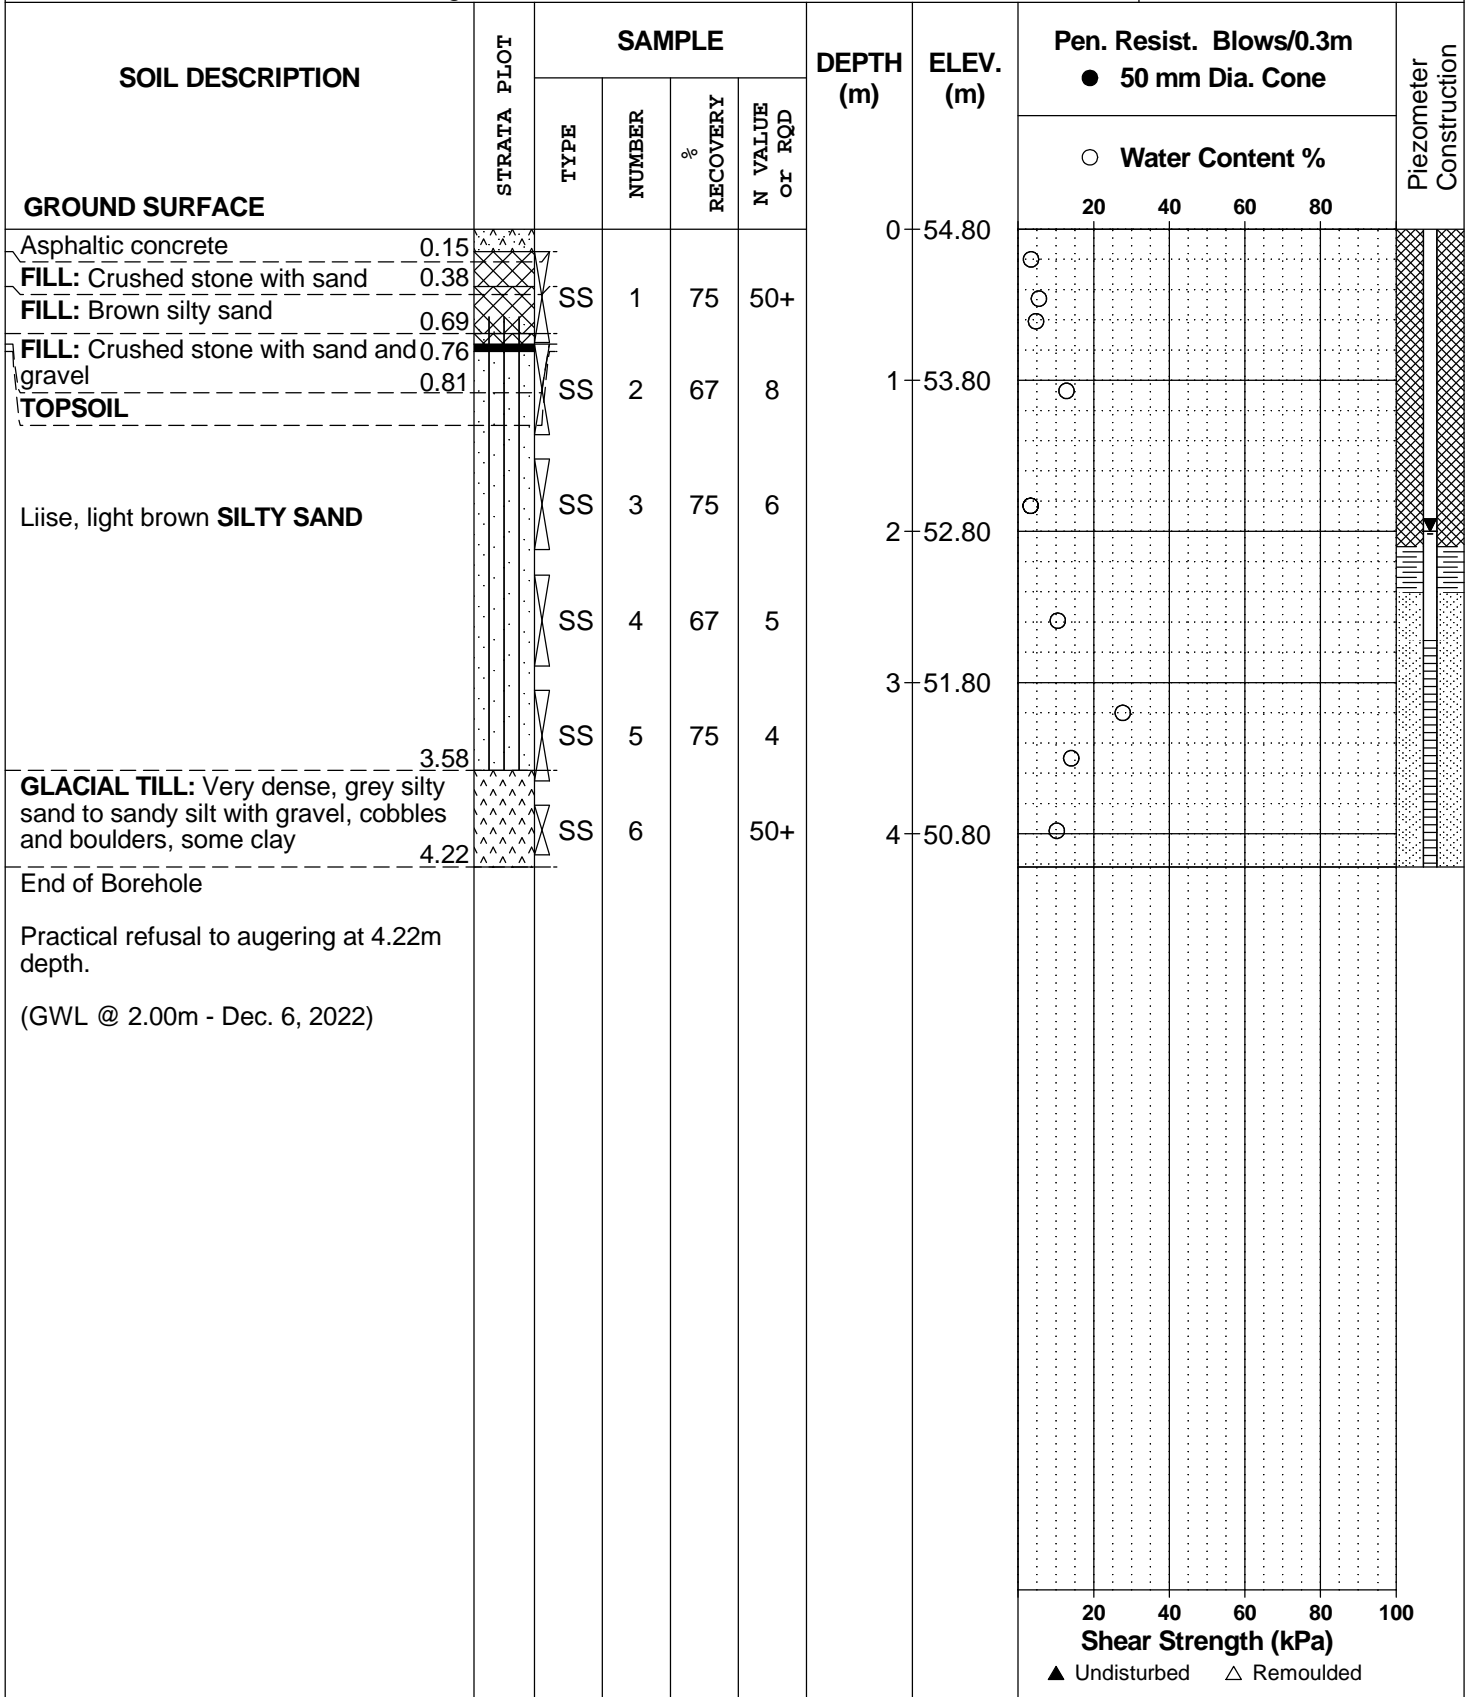 SOIL DESCRIPTION
GROUND SURFACE
STRATA PLOT
SAMPLE
TYPE
NUMBER
%
RECOVERY
N VALUE
or RQD
DEPTH
(m)
ELEV.
(m)
Pen. Resist. Blows/0.3m
● 50 mm Dia. Cone
○ Water Content %
20 40 60 80
Piezometer
Construction
0 54.80
Asphaltic concrete 0.15
FILL: Crushed stone with sand 0.38
SS 1 75 50+
FILL: Brown silty sand 0.69
FILL: Crushed stone with sand and 0.76
gravel 0.81
SS 2 67 8
1 53.80
TOPSOIL
SS 3 75 6
Liise, light brown SILTY SAND
2 52.80
SS 4 67 5
3 51.80
SS 5 75 4
3.58
GLACIAL TILL: Very dense, grey silty
sand to sandy silt with gravel, cobbles
and boulders, some clay
SS 6 50+
4 50.80
4.22
End of Borehole
Practical refusal to augering at 4.22m
depth.
(GWL @ 2.00m - Dec. 6, 2022)
20 40 60 80 100
Shear Strength (kPa)
▲ Undisturbed △ Remoulded